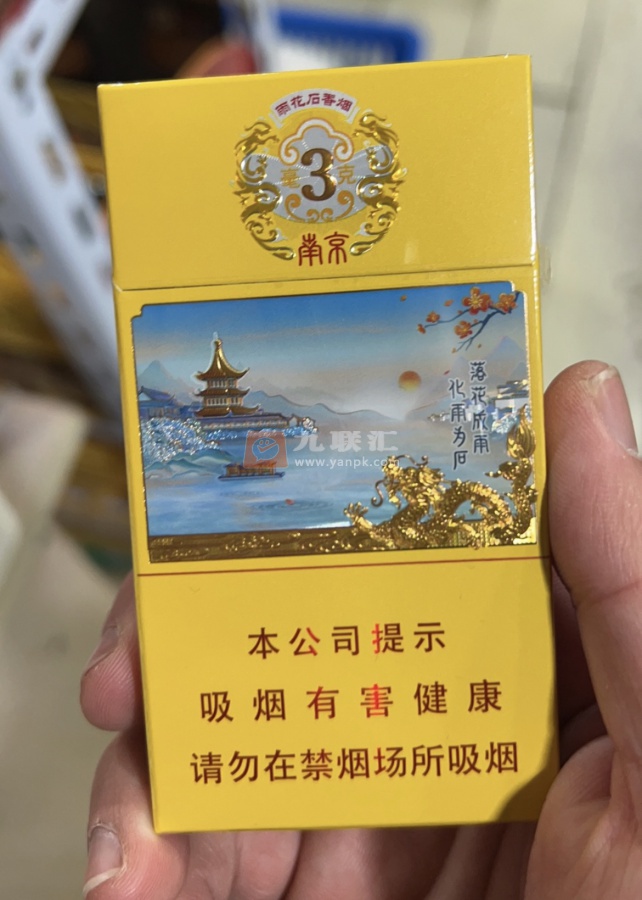 雨花石香烟
毫 3 克
南京
落花成雨
化雨为石
九联汇
www.yanpk.com
本公司提示
吸烟有害健康
请勿在禁烟场所吸烟